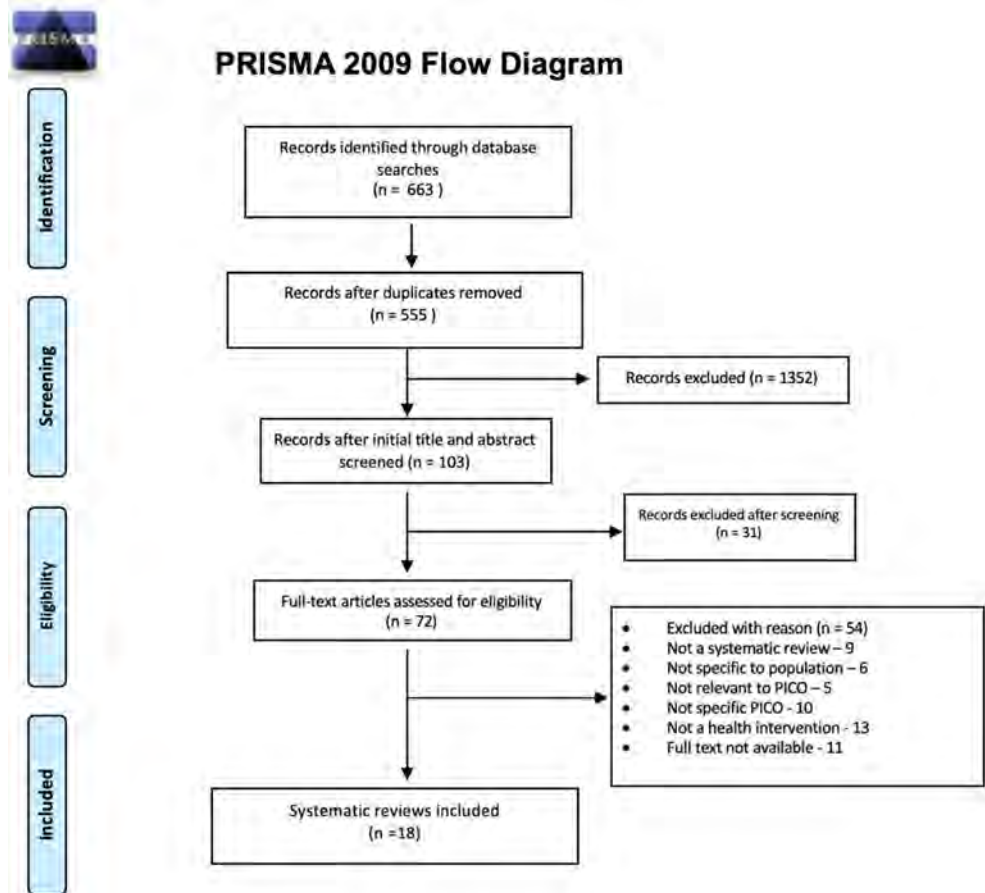 PRISMA 2009 Flow Diagram
Identification
Records identified through database
searches
(n = 663 )
Records after duplicates removed
(n = 555 )
Screening
Records excluded (n = 1352)
Records after initial title and abstract
screened (n = 103)
Records excluded after screening
(n = 31)
Eligibility
Full-text articles assessed for eligibility
(n = 72)
• Excluded with reason (n = 54)
• Not a systematic review – 9
• Not specific to population – 6
• Not relevant to PICO – 5
• Not specific PICO - 10
• Not a health intervention - 13
• Full text not available - 11
Included
Systematic reviews included
(n =18)